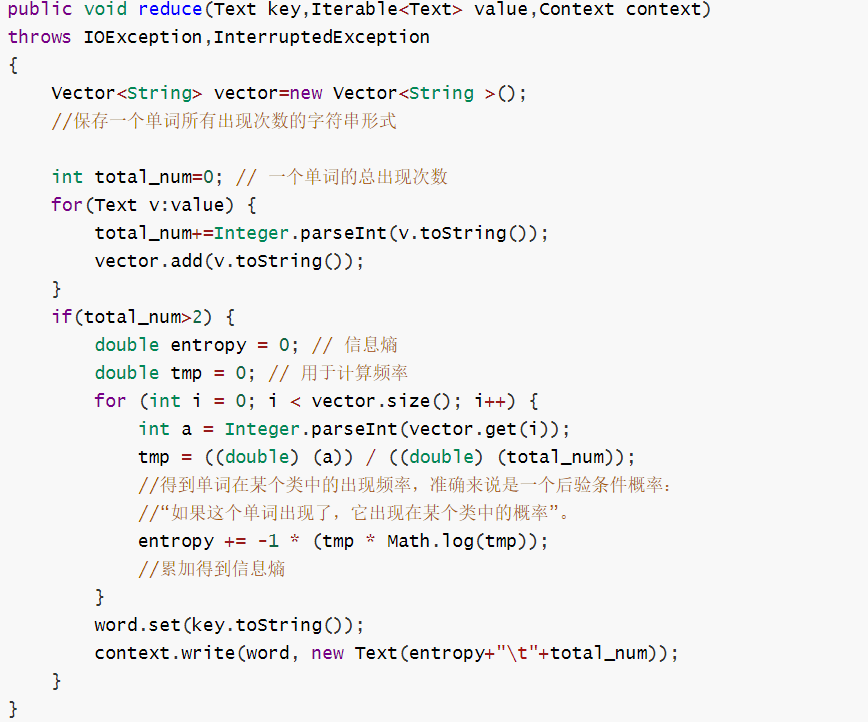 public void reduce(Text key,Iterable<Text> value,Context context)
throws IOException,InterruptedException
{
    Vector<String> vector=new Vector<String >();
    //保存一个单词所有出现次数的字符串形式

    int total_num=0; // 一个单词的总出现次数
    for(Text v:value) {
        total_num+=Integer.parseInt(v.toString());
        vector.add(v.toString());
    }
    if(total_num>2) {
        double entropy = 0; // 信息熵
        double tmp = 0; // 用于计算频率
        for (int i = 0; i < vector.size(); i++) {
            int a = Integer.parseInt(vector.get(i));
            tmp = ((double) (a)) / ((double) (total_num));
            //得到单词在某个类中的出现频率，准确来说是一个后验条件概率：
            //“如果这个单词出现了，它出现在某个类中的概率”。
            entropy += -1 * (tmp * Math.log(tmp));
            //累加得到信息熵
        }
        word.set(key.toString());
        context.write(word, new Text(entropy+"\t"+total_num));
    }
}